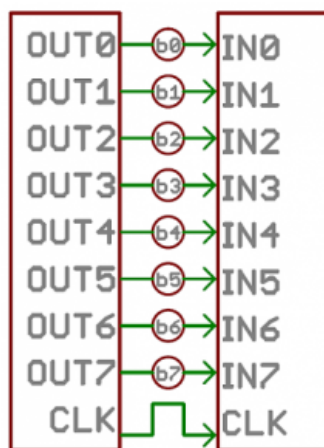 OUT0 b0 IN0
OUT1 b1 IN1
OUT2 b2 IN2
OUT3 b3 IN3
OUT4 b4 IN4
OUT5 b5 IN5
OUT6 b6 IN6
OUT7 b7 IN7
CLK CLK